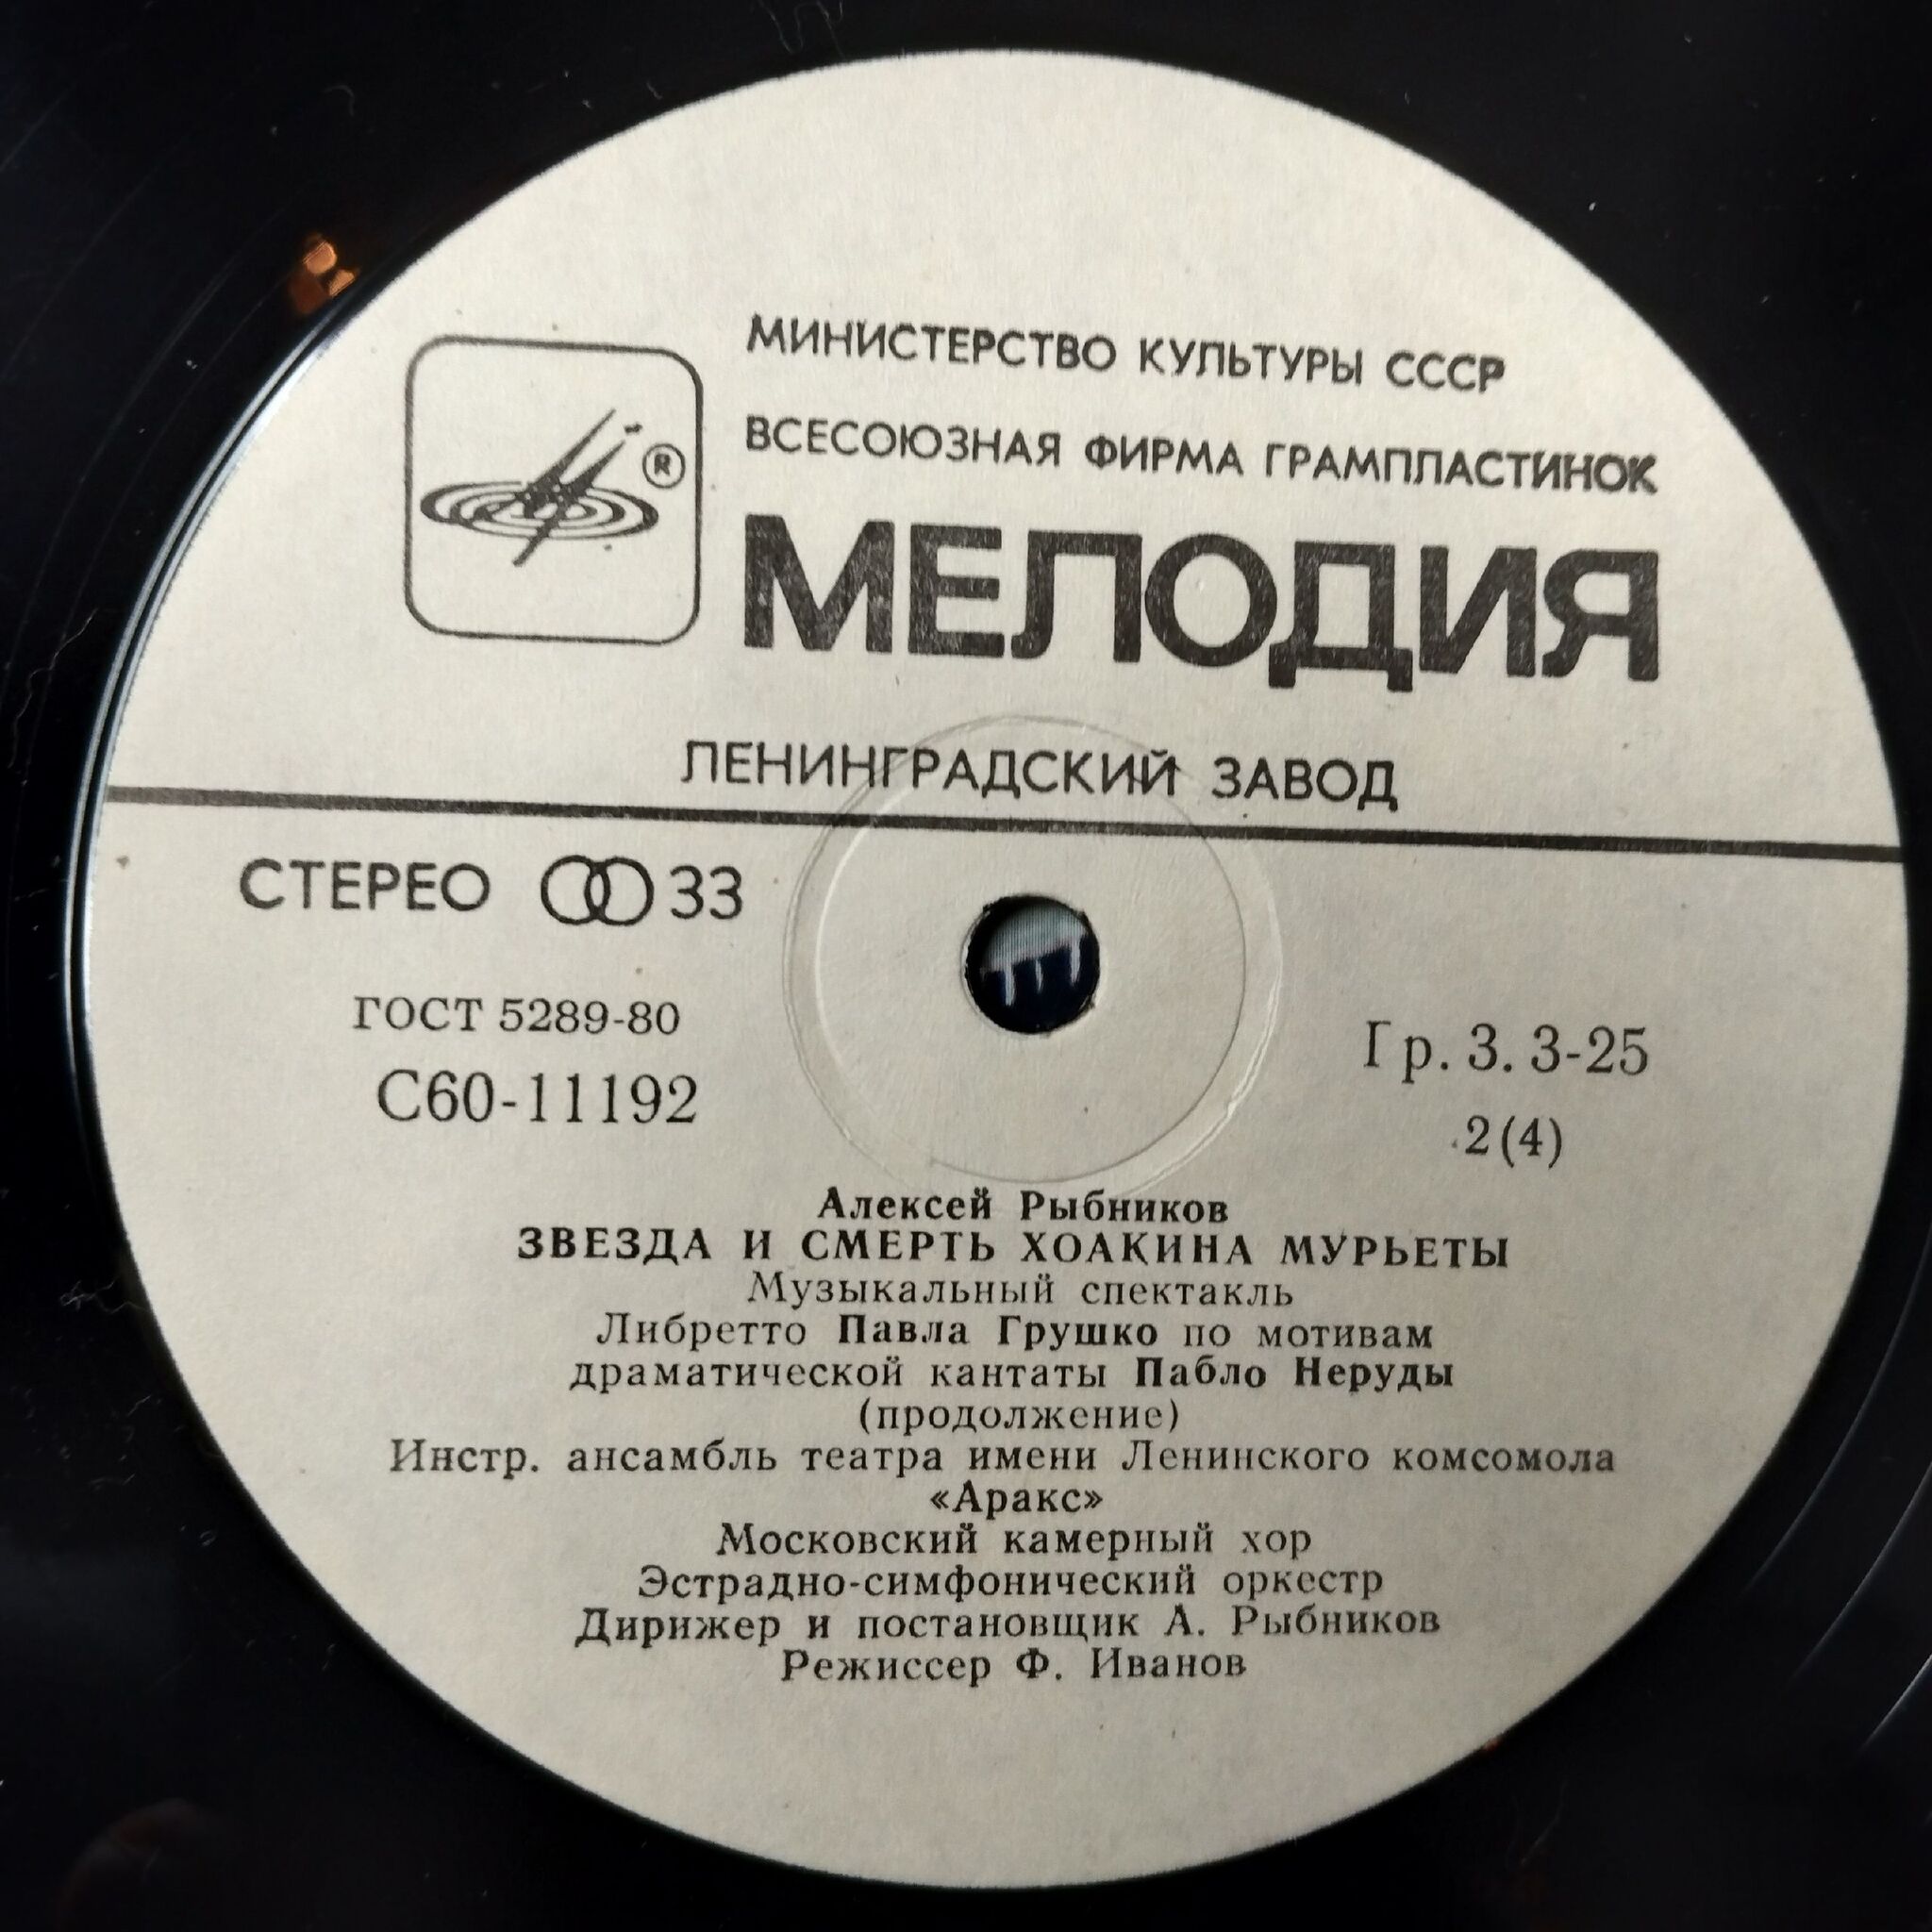 МИНИСТЕРСТВО КУЛЬТУРЫ СССР
ВСЕСОЮЗНАЯ ФИРМА ГРАМПЛАСТИНОК
®
МЕЛОДИЯ
ЛЕНИНГРАДСКИЙ ЗАВОД
СТЕРЕО 33
ГОСТ 5289-80
С60-11192
Гр. 3. 3-25
2(4)
Алексей Рыбников
ЗВЕЗДА И СМЕРТЬ ХОАКИНА МУРЬЕТЫ
Музыкальный спектакль
Либретто Павла Грушко по мотивам
драматической кантаты Пабло Неруды
(продолжение)
Инстр. ансамбль театра имени Ленинского комсомола
«Аракс»
Московский камерный хор
Эстрадно-симфонический оркестр
Дирижер и постановщик А. Рыбников
Режиссер Ф. Иванов